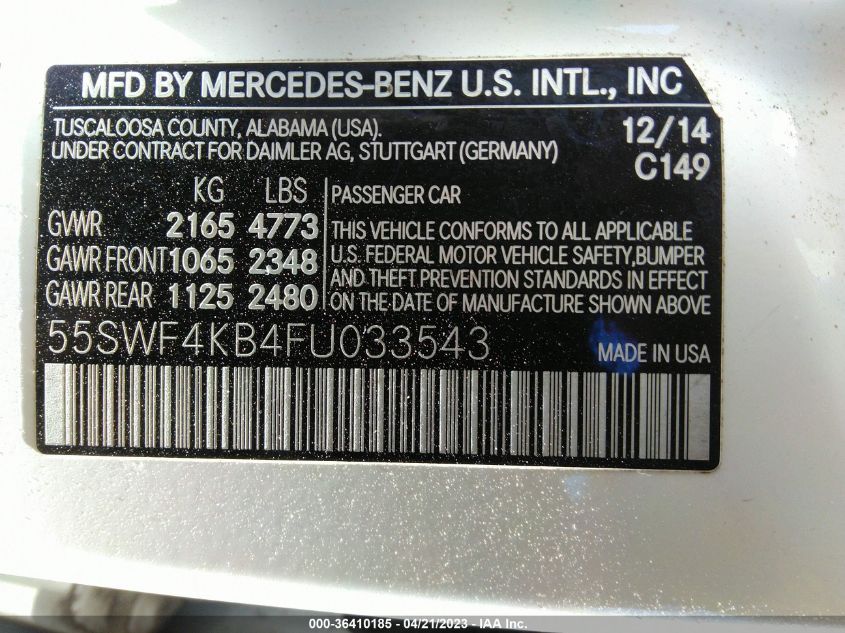 MFD BY MERCEDES-BENZ U.S. INTL., INC
TUSCALOOSA COUNTY, ALABAMA (USA).
UNDER CONTRACT FOR DAIMLER AG, STUTTGART (GERMANY)
12/14
C149
KG LBS
GVWR 2165 4773
GAWR FRONT 1065 2348
GAWR REAR 1125 2480
PASSENGER CAR
THIS VEHICLE CONFORMS TO ALL APPLICABLE
U.S. FEDERAL MOTOR VEHICLE SAFETY, BUMPER
AND THEFT PREVENTION STANDARDS IN EFFECT
ON THE DATE OF MANUFACTURE SHOWN ABOVE
55SWF4KB4FU033543
MADE IN USA
000-36410185 - 04/21/2023 - IAA Inc.